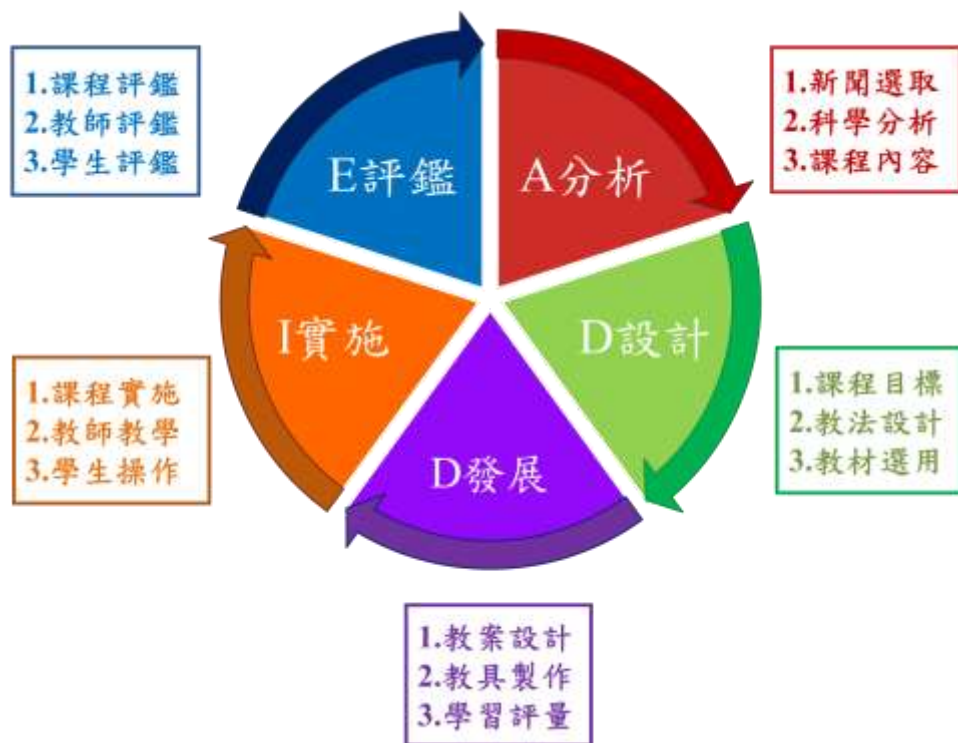 E評鑑
A分析
D設計
D發展
I實施
1.課程評鑑
2.教師評鑑
3.學生評鑑
1.新聞選取
2.科學分析
3.課程內容
1.課程目標
2.教法設計
3.教材選用
1.教案設計
2.教具製作
3.學習評量
1.課程實施
2.教師教學
3.學生操作